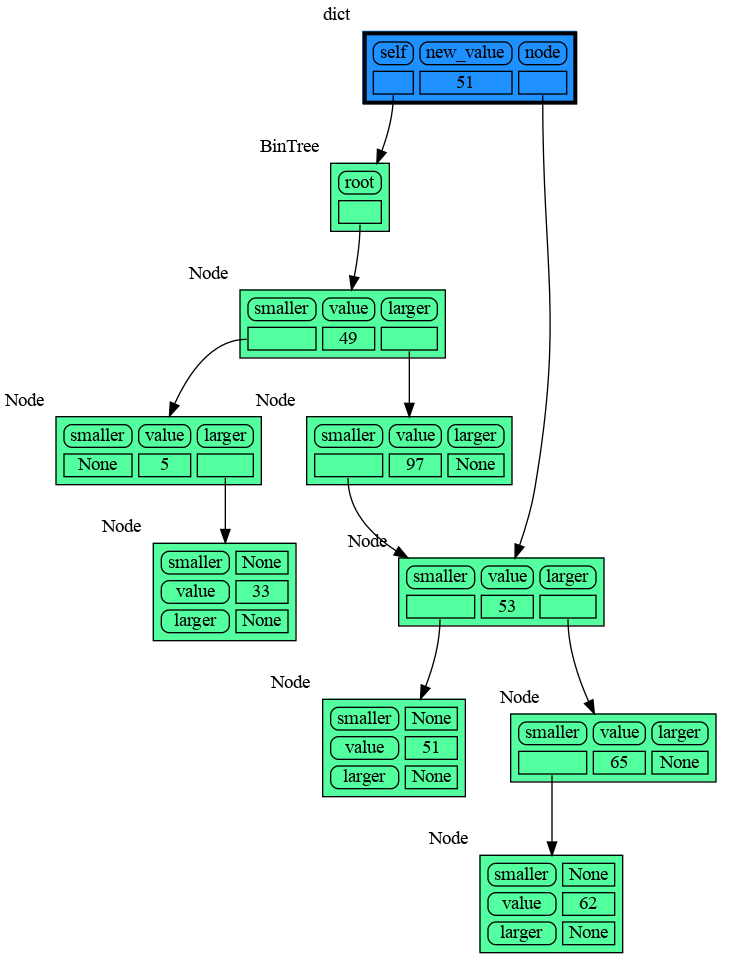 dict
self new_value node
51
BinTree
root
Node
smaller value larger
49
Node
smaller value larger
None 5
Node
smaller value larger
97 None
Node
smaller None
value 33
larger None
Node
smaller value larger
53
Node
smaller None
value 51
larger None
Node
smaller value larger
65 None
Node
smaller None
value 62
larger None